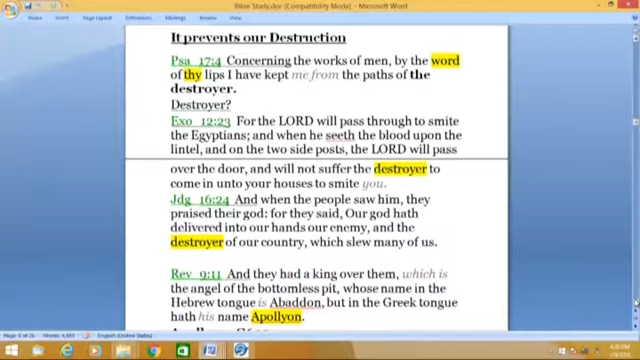 Bible Study.doc [Compatibility Mode] - Microsoft Word
Home Insert Page Layout References Mailings Review View
It prevents our Destruction
Psa 17:4 Concerning the works of men, by the word
of thy lips I have kept me from the paths of the
destroyer.
Destroyer?
Exo 12:23 For the LORD will pass through to smite
the Egyptians; and when he seeth the blood upon the
lintel, and on the two side posts, the LORD will pass
over the door, and will not suffer the destroyer to
come in unto your houses to smite you.
Jdg 16:24 And when the people saw him, they
praised their god: for they said, Our god hath
delivered into our hands our enemy, and the
destroyer of our country, which slew many of us.
Rev 9:11 And they had a king over them, which is
the angel of the bottomless pit, whose name in the
Hebrew tongue is Abaddon, but in the Greek tongue
hath his name Apollyon.
English (United States)